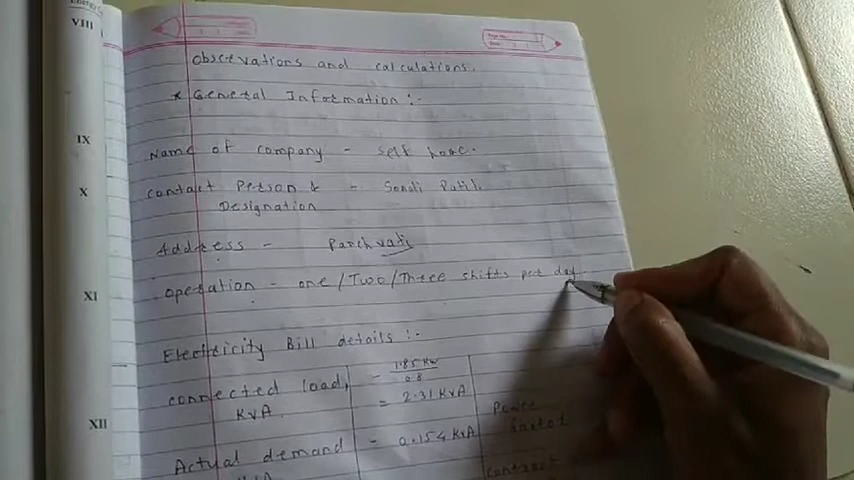 VIII
IX
X
XI
XII
Observations and calculations.
* General Information :-
Name of company - self home.
contact Person & - Sonali Patil.
Designation
Address - Panchvati
operation - one/Two/Three shifts per day
Electricity Bill details :-
connected load, - 1.85 KW / 0.8
KVA = 2.31 KVA
Power
factor
Actual demand - 0.154 KVA
contract